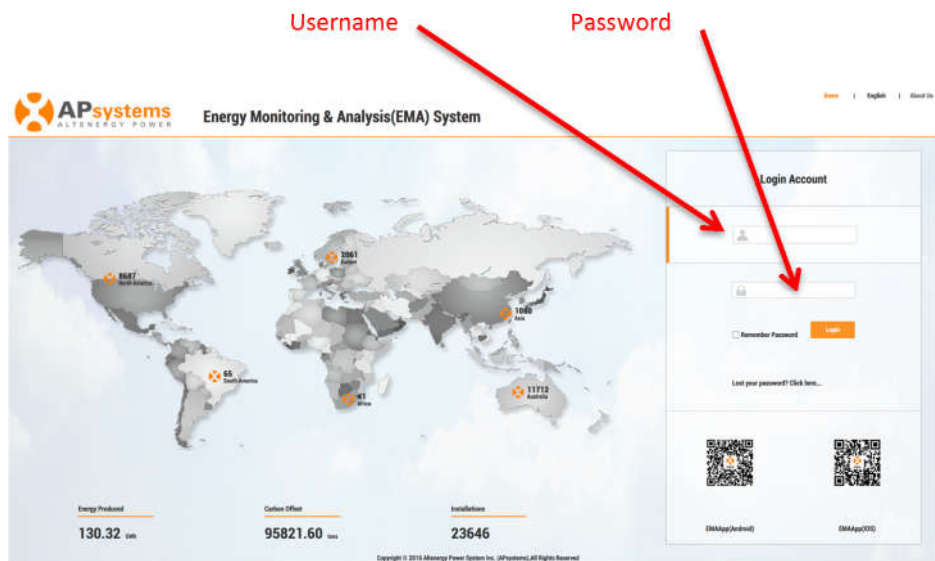 Username Password
APsystems
ALTENERGY POWER
Energy Monitoring & Analysis(EMA) System
Home | English | About Us
Login Account
2061
Europe
8687
North America
1080
Asia
65
South America
41
Africa
11712
Australia
Remember Password Login
Lost your password? Click here...
EMAApp(Android) EMAApp(IOS)
Energy Produced Carbon Offset Installations
130.32 GWh 95821.60 tons 23646
Copyright © 2015 Altenergy Power System Inc. (APsystems),All Rights Reserved